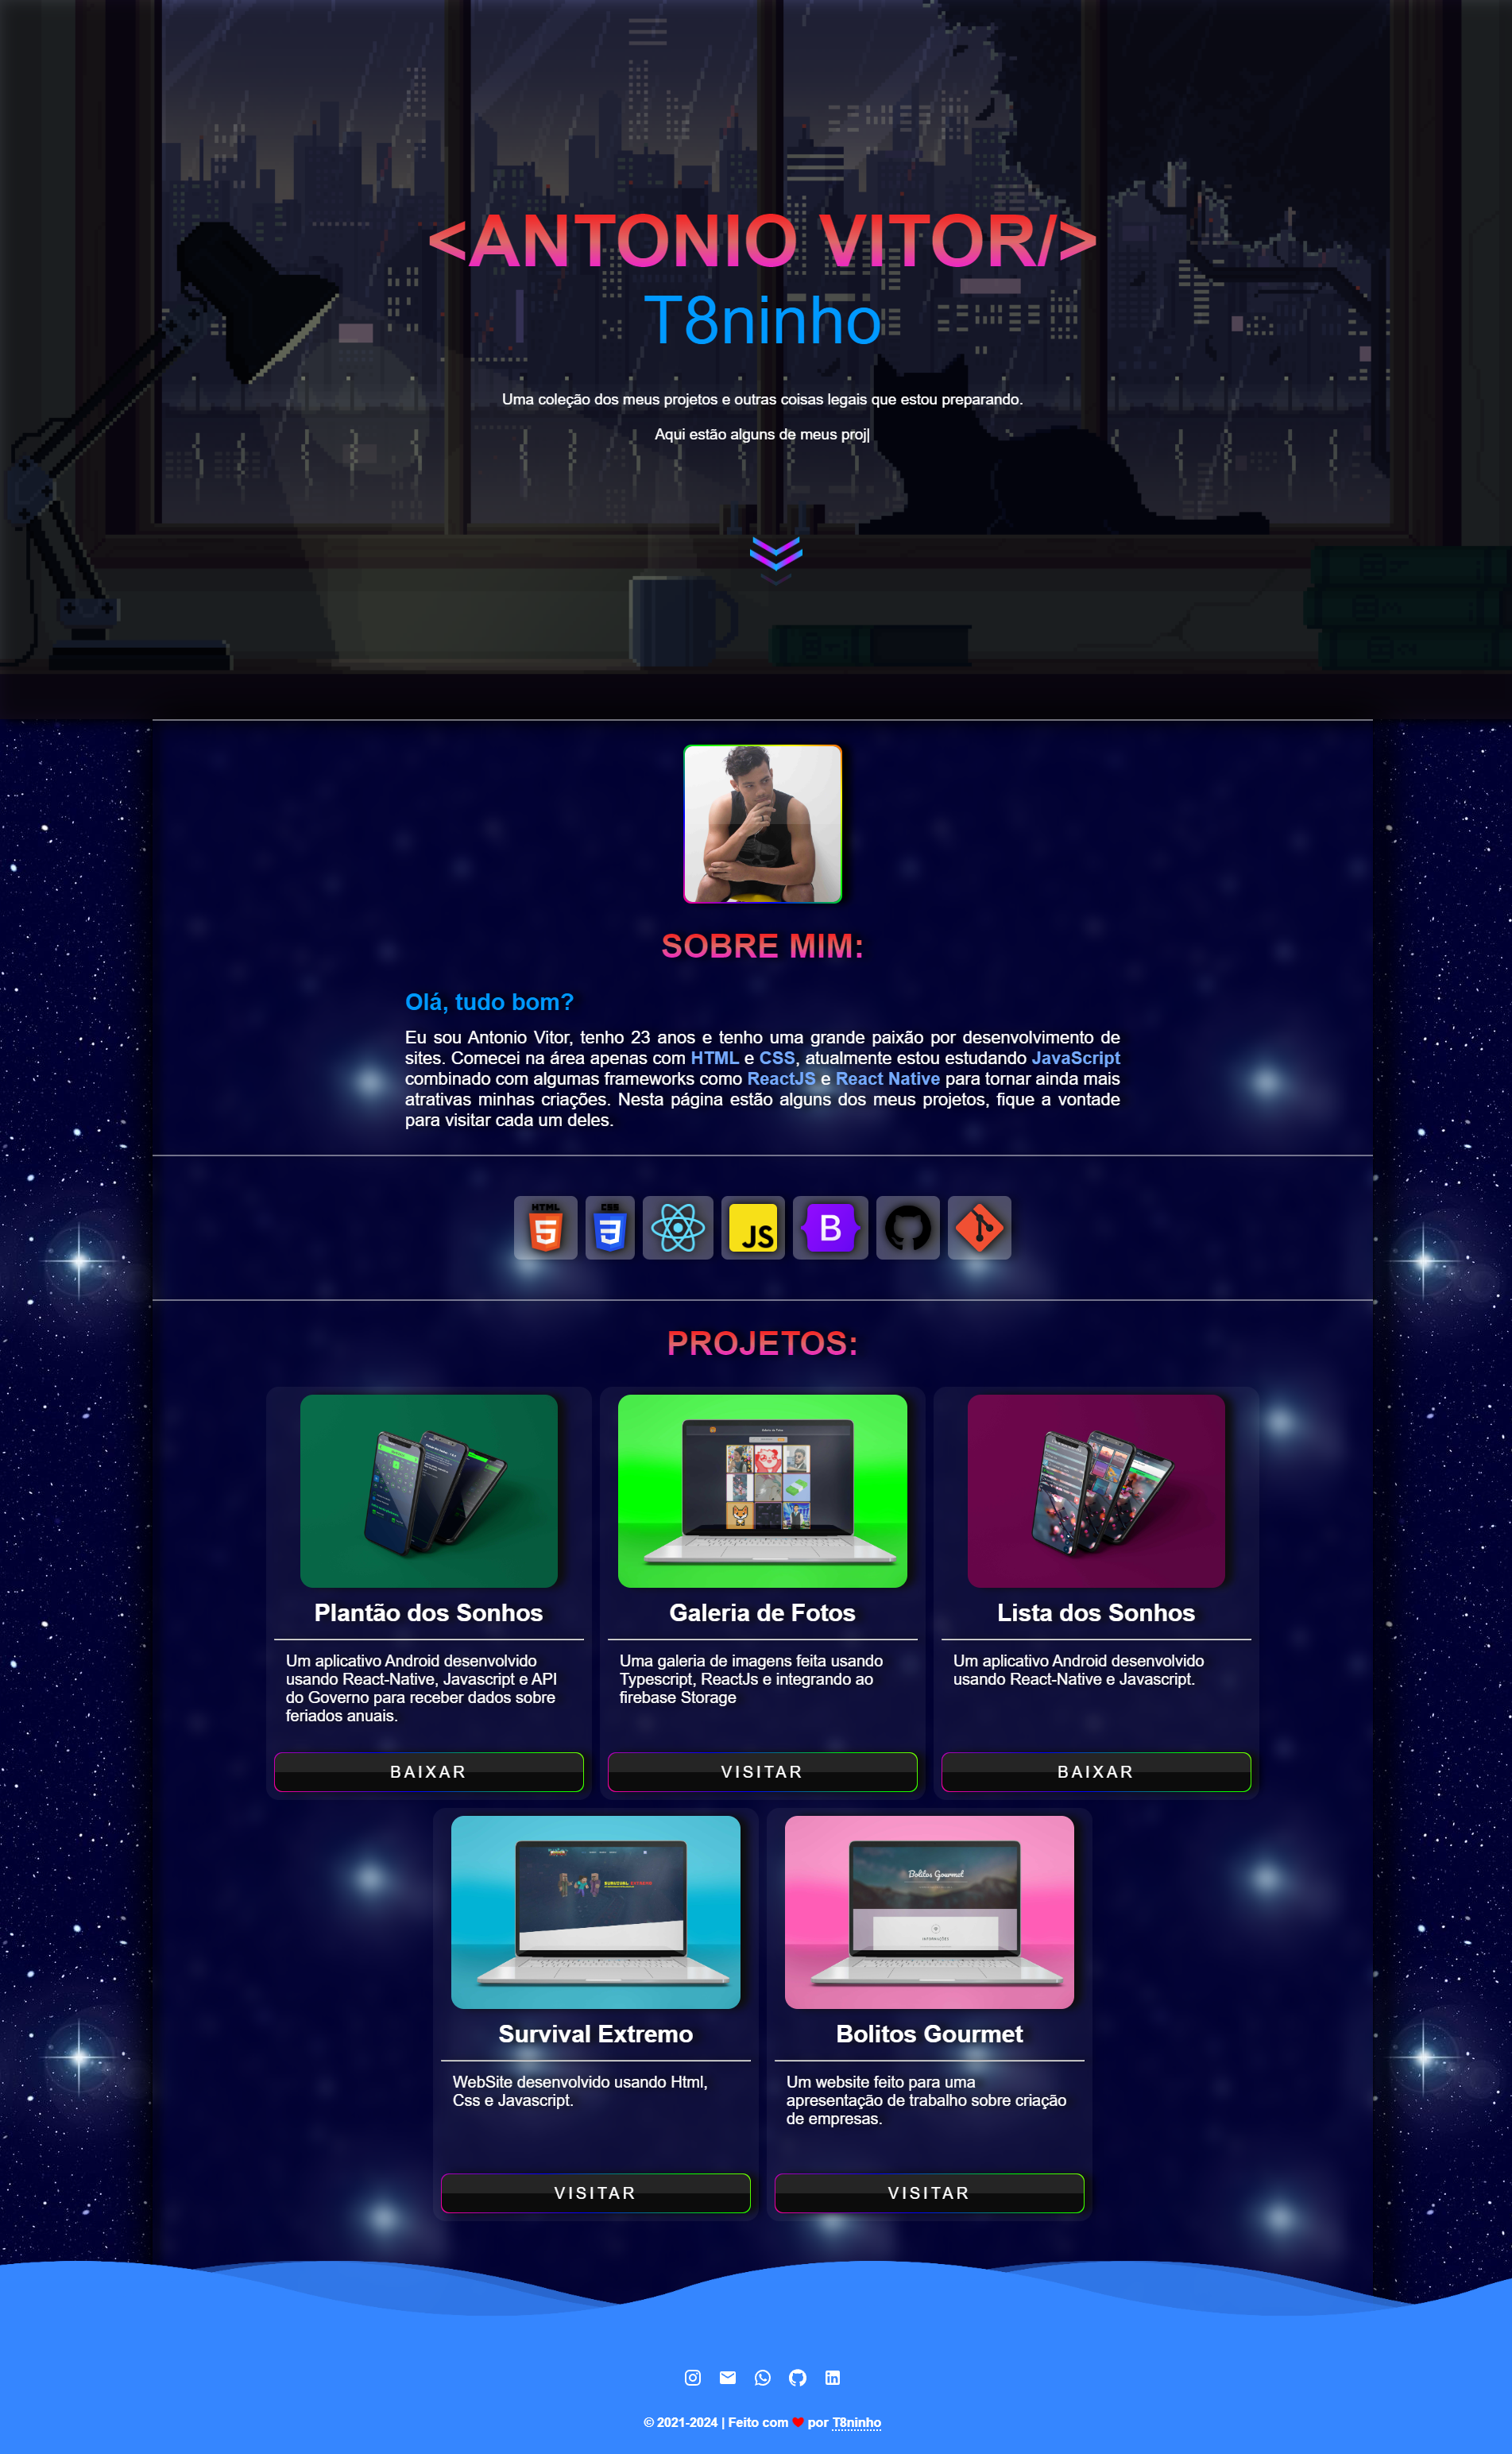 <ANTONIO VITOR/>
T8ninho
Uma coleção dos meus projetos e outras coisas legais que estou preparando.
Aqui estão alguns de meus proj|
SOBRE MIM:
Olá, tudo bom?
Eu sou Antonio Vitor, tenho 23 anos e tenho uma grande paixão por desenvolvimento de
sites. Comecei na área apenas com HTML e CSS, atualmente estou estudando JavaScript
combinado com algumas frameworks como ReactJS e React Native para tornar ainda mais
atrativas minhas criações. Nesta página estão alguns dos meus projetos, fique a vontade
para visitar cada um deles.
HTML
5
CSS
3
JS
B
PROJETOS:
Plantão dos Sonhos
Um aplicativo Android desenvolvido
usando React-Native, Javascript e API
do Governo para receber dados sobre
feriados anuais.
BAIXAR
Galeria de Fotos
Uma galeria de imagens feita usando
Typescript, ReactJs e integrando ao
firebase Storage
VISITAR
Lista dos Sonhos
Um aplicativo Android desenvolvido
usando React-Native e Javascript.
BAIXAR
SURVIVAL EXTREMO
Survival Extremo
WebSite desenvolvido usando Html,
Css e Javascript.
VISITAR
Bolitos Gourmet
INFORMAÇÕES
Bolitos Gourmet
Um website feito para uma
apresentação de trabalho sobre criação
de empresas.
VISITAR
© 2021-2024 | Feito com ❤ por T8ninho